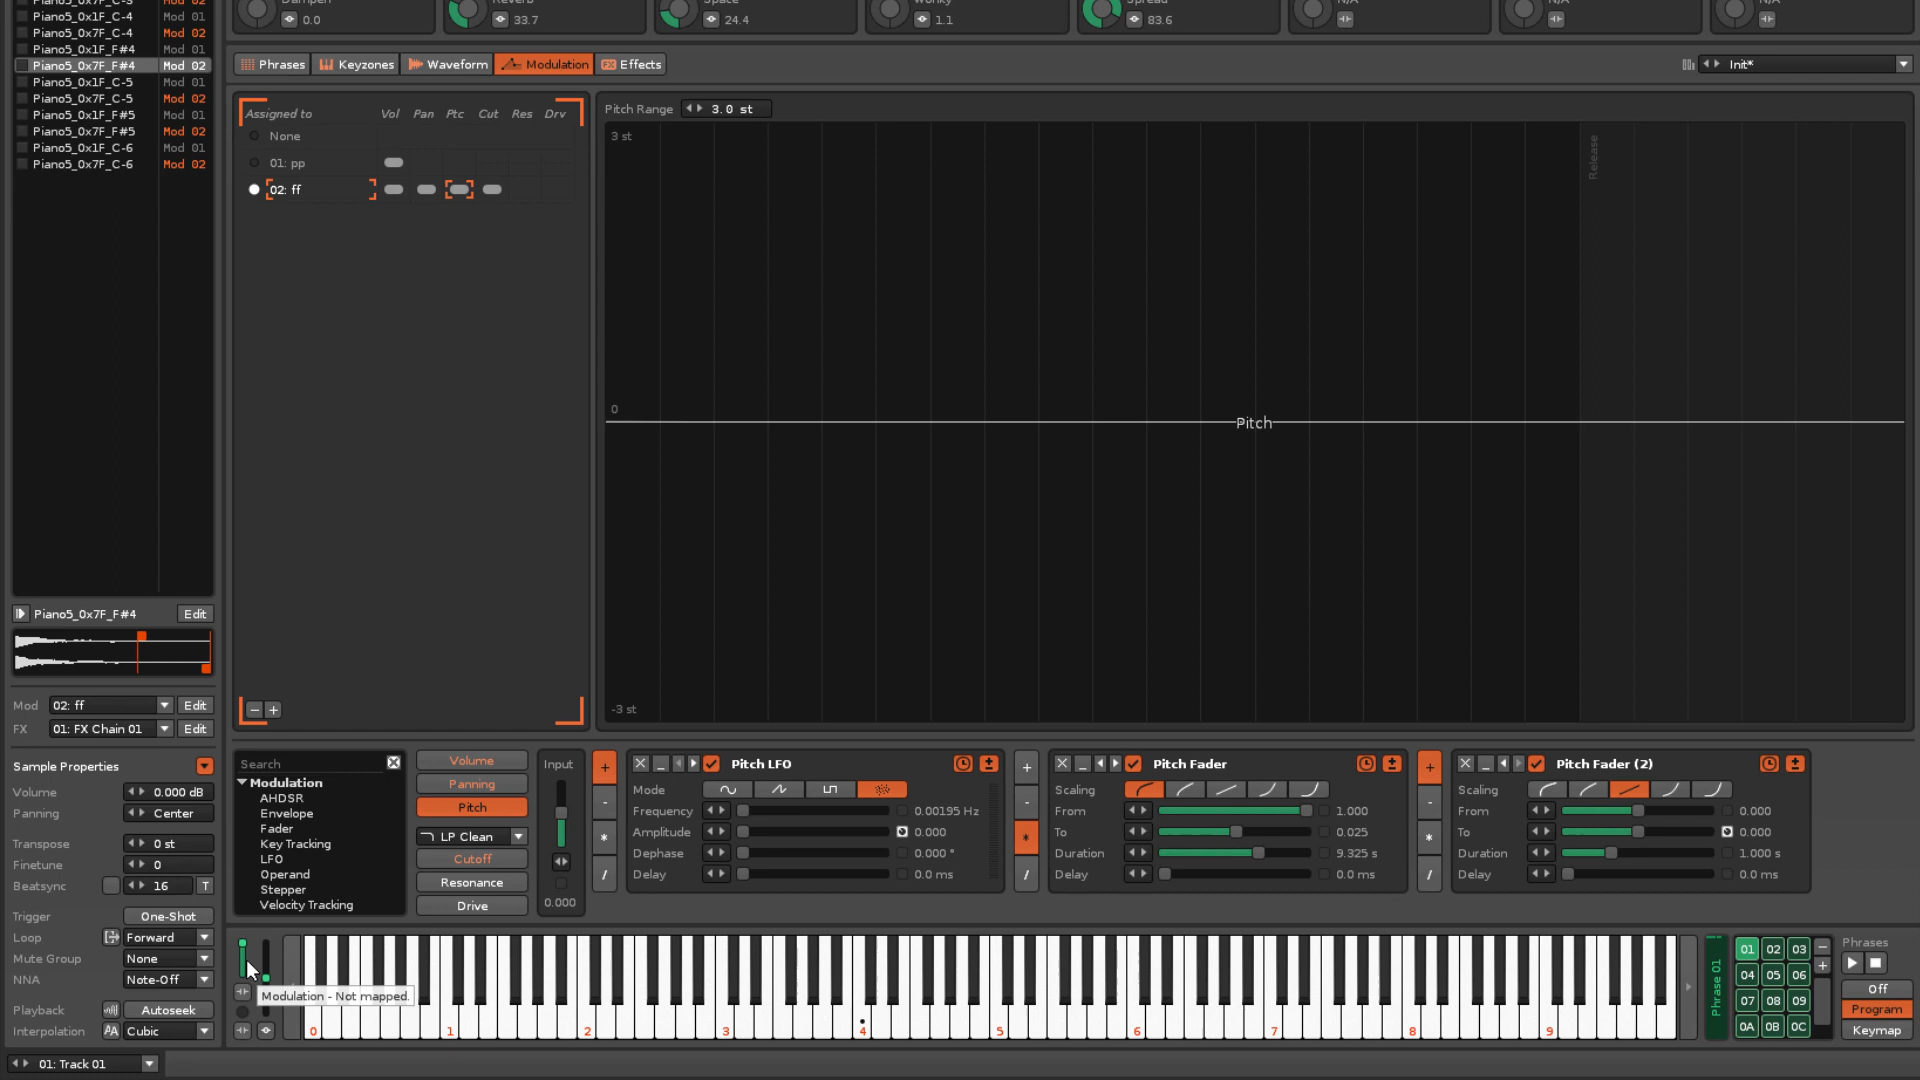 Piano5_0x7F_C-3 Mod 02
Piano5_0x1F_C-4 Mod 01
Piano5_0x7F_C-4 Mod 02
Piano5_0x1F_F#4 Mod 01
Piano5_0x7F_F#4 Mod 02
Piano5_0x1F_C-5 Mod 01
Piano5_0x7F_C-5 Mod 02
Piano5_0x1F_F#5 Mod 01
Piano5_0x7F_F#5 Mod 02
Piano5_0x1F_C-6 Mod 01
Piano5_0x7F_C-6 Mod 02
Dampen Reverb Space Wonky Spread N/A N/A N/A
0.0 33.7 24.4 1.1 83.6
Phrases Keyzones Waveform Modulation FX Effects Init*
Assigned to Vol Pan Ptc Cut Res Drv
None
01: pp
02: ff
Pitch Range 3.0 st
3 st
Release
0
Pitch
-3 st
Piano5_0x7F_F#4 Edit
Mod 02: ff Edit
FX 01: FX Chain 01 Edit
Sample Properties
Volume 0.000 dB
Panning Center
Transpose 0 st
Finetune 0
Beatsync 16 T
Trigger One-Shot
Loop Forward
Mute Group None
NNA Note-Off
Playback Autoseek
Interpolation AA Cubic
Search
Modulation
AHDSR
Envelope
Fader
Key Tracking
LFO
Operand
Stepper
Velocity Tracking
Volume
Panning
Pitch
LP Clean
Cutoff
Resonance
Drive
Input
0.000
+
-
*
/
Pitch LFO
Mode
Frequency 0.00195 Hz
Amplitude 0.000
Dephase 0.000 °
Delay 0.0 ms
+
-
*
/
Pitch Fader
Scaling
From 1.000
To 0.025
Duration 9.325 s
Delay 0.0 ms
+
-
*
/
Pitch Fader (2)
Scaling
From 0.000
To 0.000
Duration 1.000 s
Delay 0.0 ms
Modulation - Not mapped.
0 1 2 3 4 5 6 7 8 9
Phrase 01
01 02 03
04 05 06
07 08 09
0A 0B 0C
Phrases
Off
Program
Keymap
01: Track 01